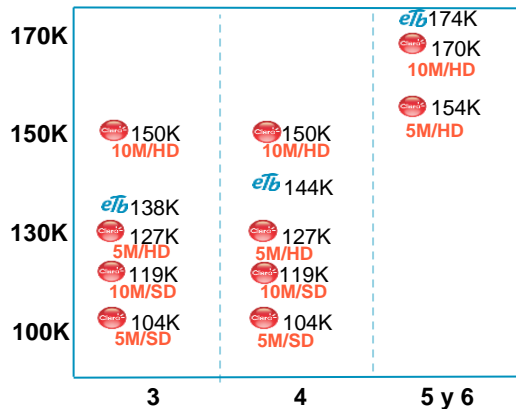 170K
150K
130K
100K
Claro 150K
10M/HD
eTb 138K
Claro 127K
5M/HD
Claro 119K
10M/SD
Claro 104K
5M/SD
Claro 150K
10M/HD
eTb 144K
Claro 127K
5M/HD
Claro 119K
10M/SD
Claro 104K
5M/SD
eTb 174K
Claro 170K
10M/HD
Claro 154K
5M/HD
3
4
5 y 6